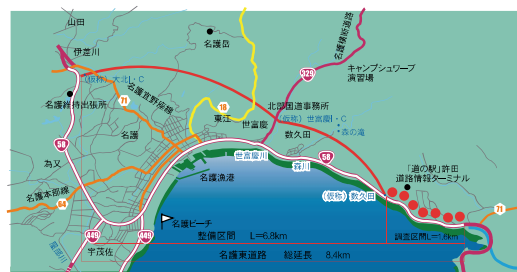 山田
伊差川
(仮称)大北I・C
名護維持出張所
71
名護宜野座線
名護
58
為又
名護本部線
84
449
宇茂佐
449
名護岳
18
東江
世富慶
名護横断道路
329
キャンプシュワーブ
演習場
北部国道事務所
(仮称)世富慶I・C
森の滝
数久田
世富慶川
森川
58
名護漁港
(仮称)数久田
「道の駅」許田
道路情報ターミナル
71
名護ビーチ
整備区間 L=6.8km
調査区間L=1.6km
名護東道路 総延長 8.4km